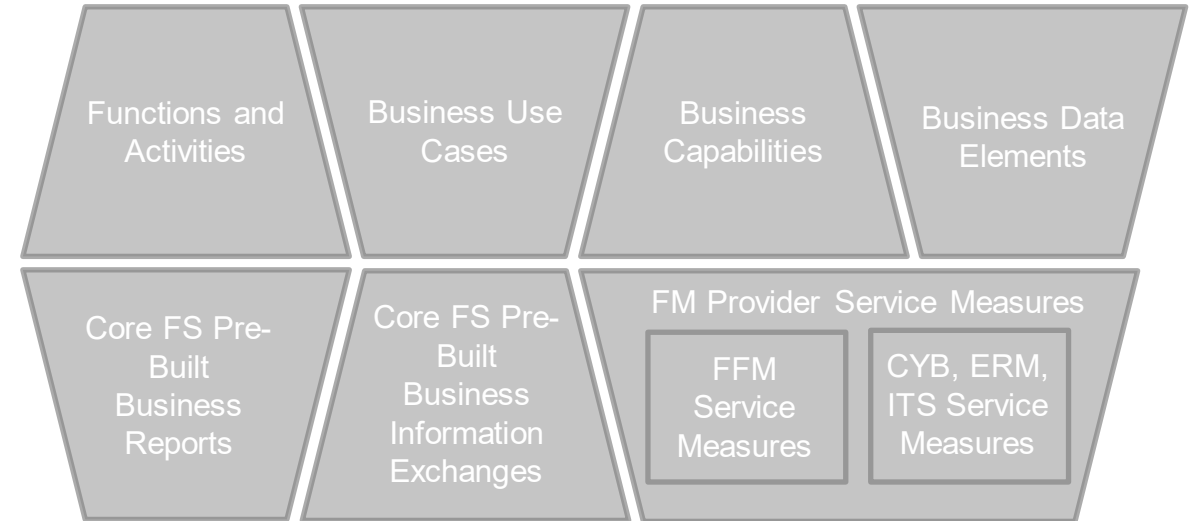 Functions and
Activities
Business Use
Cases
Business
Capabilities
Business Data
Elements
Core FS Pre-
Built
Business
Reports
Core FS Pre-
Built
Business
Information
Exchanges
FM Provider Service Measures
FFM
Service
Measures
CYB, ERM,
ITS Service
Measures